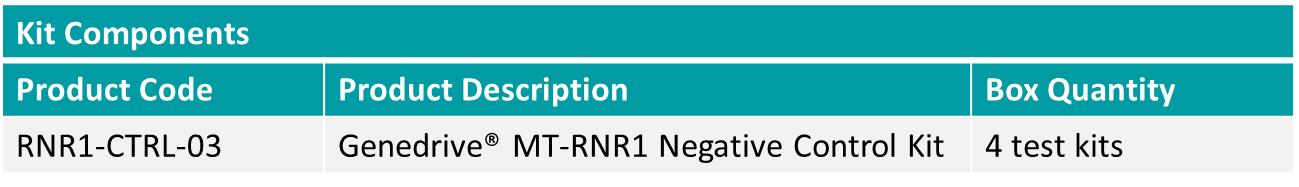 Kit Components
Product Code Product Description Box Quantity
RNR1-CTRL-03 Genedrive® MT-RNR1 Negative Control Kit 4 test kits